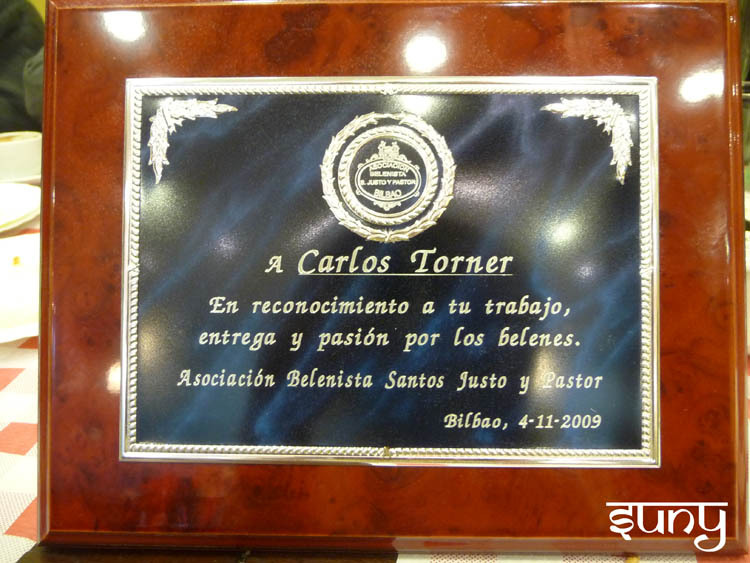 ASOCIACION
BELENISTA
S. JUSTO Y PASTOR
BILBAO
A Carlos Torner
En reconocimiento a tu trabajo,
entrega y pasión por los belenes.
Asociación Belenista Santos Justo y Pastor
Bilbao, 4-11-2009
suny